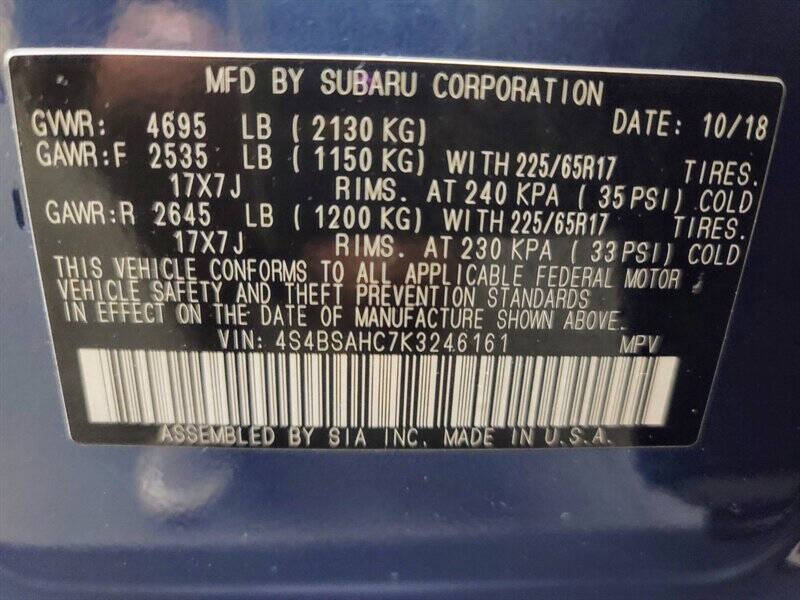 MFD BY SUBARU CORPORATION
GVWR: 4695 LB ( 2130 KG) DATE: 10/18
GAWR:F 2535 LB ( 1150 KG) WITH 225/65R17 TIRES.
17X7J RIMS. AT 240 KPA ( 35 PSI) COLD
GAWR:R 2645 LB ( 1200 KG) WITH 225/65R17 TIRES.
17X7J RIMS. AT 230 KPA ( 33 PSI) COLD
THIS VEHICLE CONFORMS TO ALL APPLICABLE FEDERAL MOTOR
VEHICLE SAFETY AND THEFT PREVENTION STANDARDS
IN EFFECT ON THE DATE OF MANUFACTURE SHOWN ABOVE.
VIN: 4S4BSAHC7K3246161 MPV
ASSEMBLED BY SIA INC. MADE IN U.S.A.